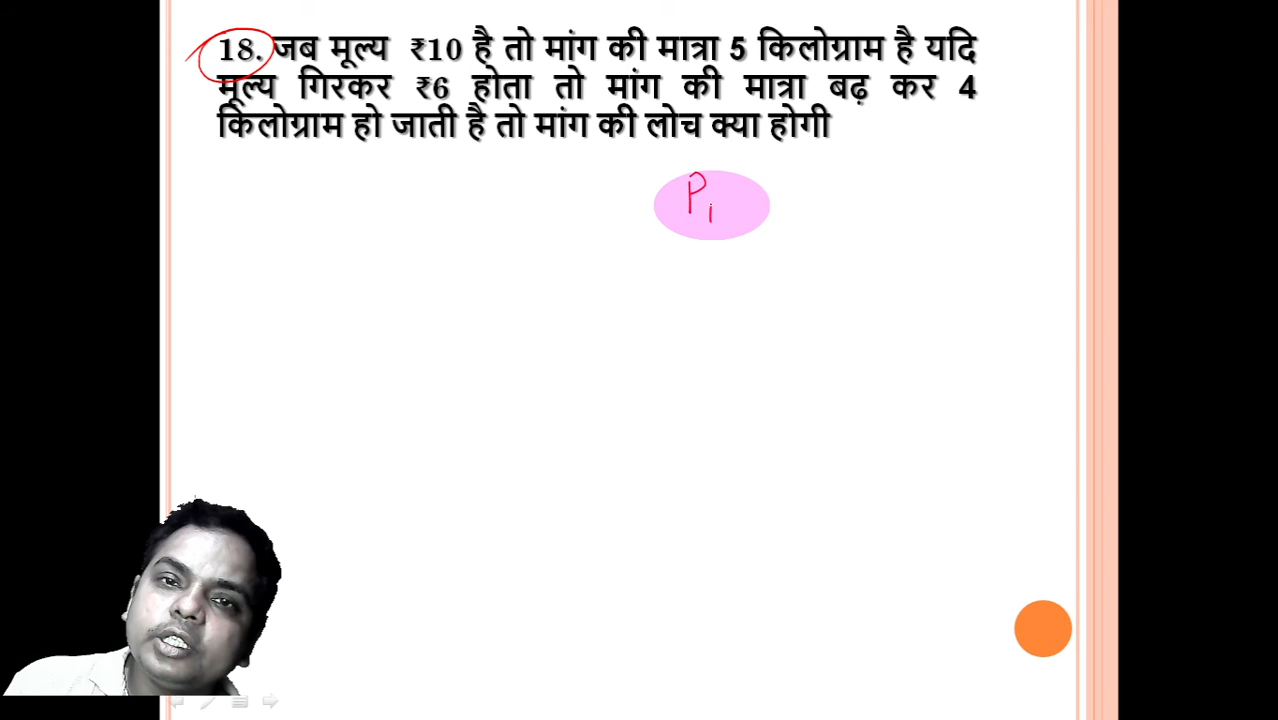 18. जब मूल्य ₹10 है तो मांग की मात्रा 5 किलोग्राम है यदि
मूल्य गिरकर ₹6 होता तो मांग की मात्रा बढ़ कर 4
किलोग्राम हो जाती है तो मांग की लोच क्या होगी
P1